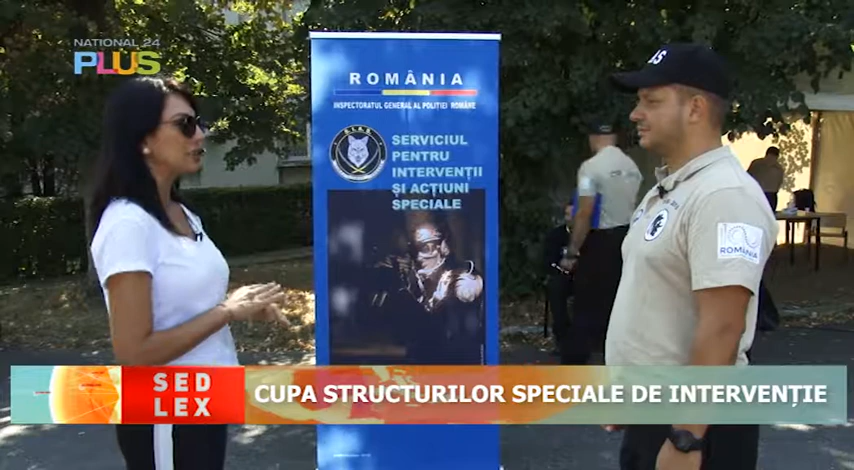 NATIONAL 24
PLUS
ROMÂNIA
INSPECTORATUL GENERAL AL POLIȚIEI ROMÂNE
S.I.A.S.
SERVICIUL
PENTRU
INTERVENȚII
ȘI ACȚIUNI
SPECIALE
ROMÂNIA
SED
LEX
CUPA STRUCTURILOR SPECIALE DE INTERVENȚIE